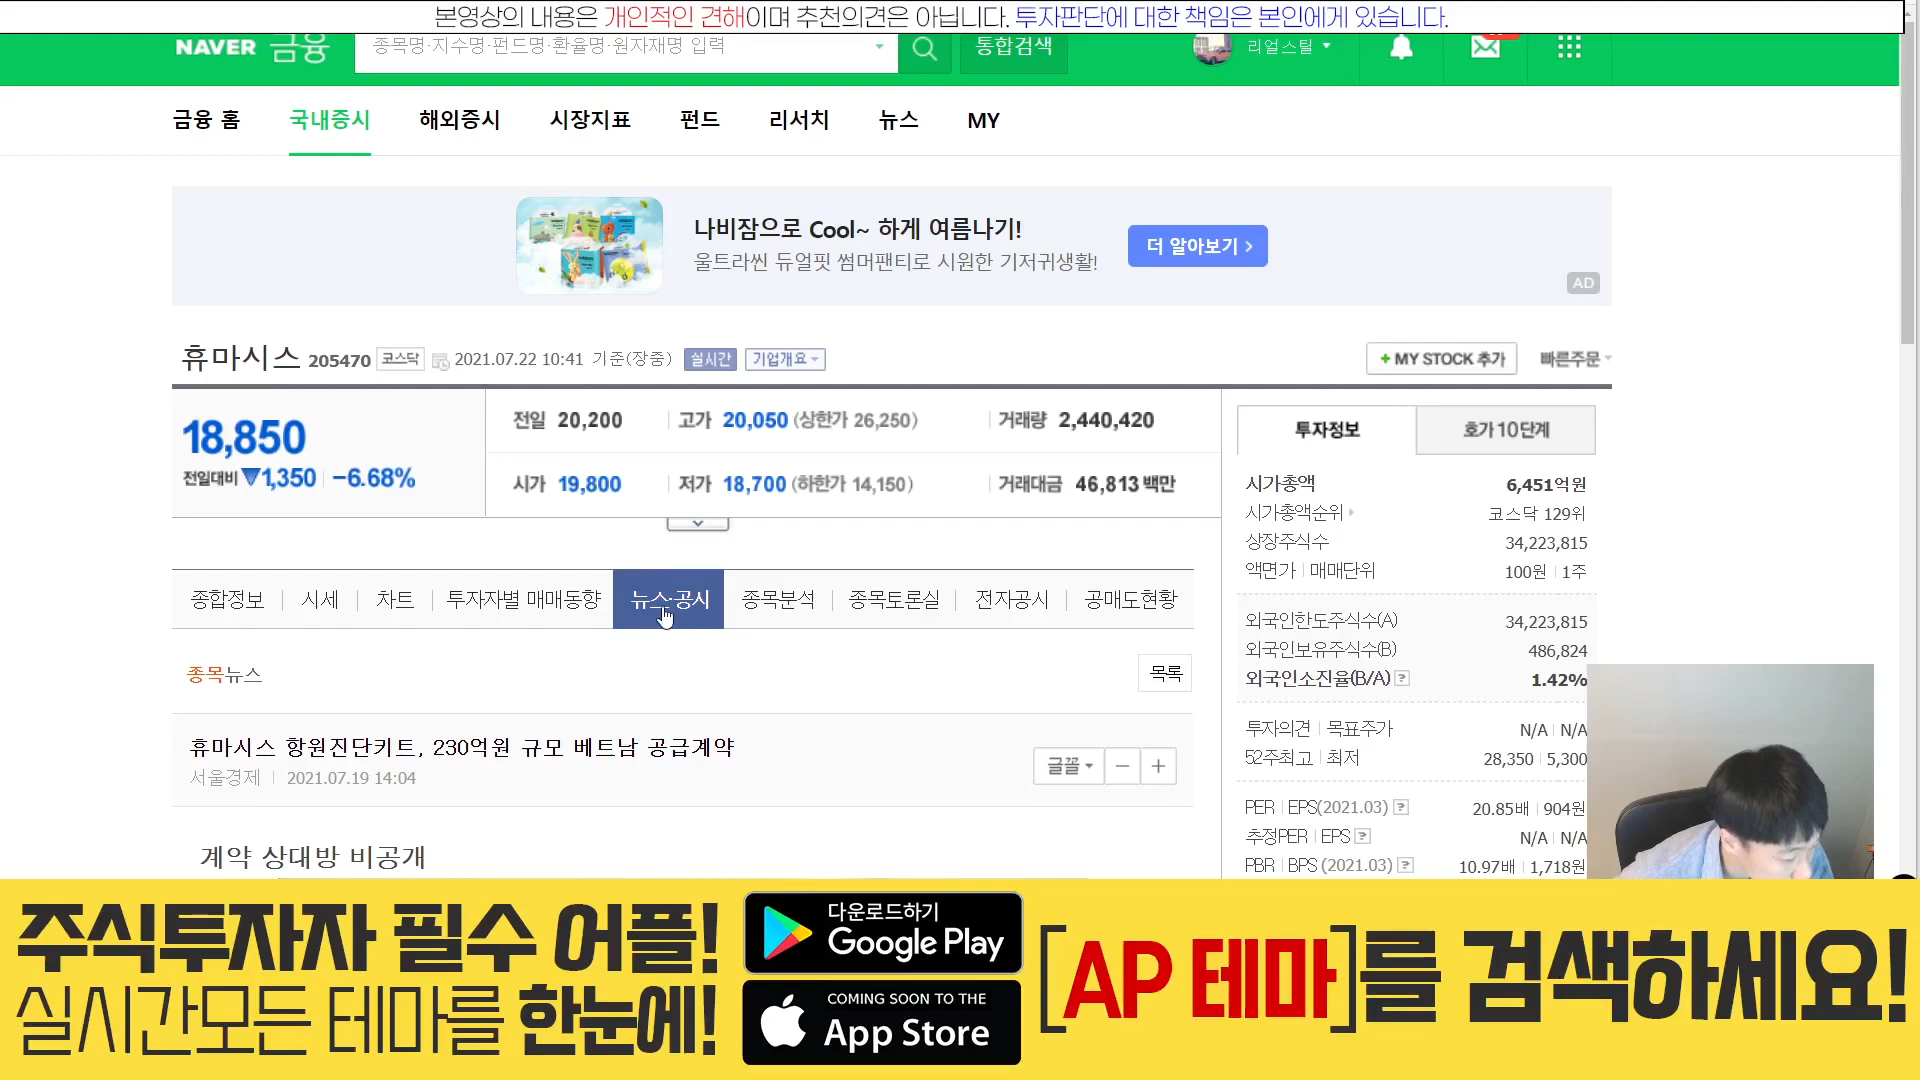 본영상의 내용은 개인적인 견해이며 추천의견은 아닙니다. 투자판단에 대한 책임은 본인에게 있습니다.
NAVER 금융 종목명·지수명·펀드명·환율명·원자재명 입력 통합검색 리얼스틸
금융 홈 국내증시 해외증시 시장지표 펀드 리서치 뉴스 MY
나비잠으로 Cool~ 하게 여름나기!
울트라씬 듀얼핏 썸머팬티로 시원한 기저귀생활!
더 알아보기 >
AD
휴마시스 205470 코스닥 2021.07.22 10:41 기준(장중) 실시간 기업개요
+ MY STOCK 추가 빠른주문
18,850
전일대비 ▼1,350 -6.68%
전일 20,200 고가 20,050 (상한가 26,250) 거래량 2,440,420
시가 19,800 저가 18,700 (하한가 14,150) 거래대금 46,813 백만
투자정보 호가 10단계
시가총액 6,451억원
시가총액순위 코스닥 129위
상장주식수 34,223,815
액면가 매매단위 100원 1주
외국인한도주식수(A) 34,223,815
외국인보유주식수(B) 486,824
외국인소진율(B/A) ? 1.42%
투자의견 목표주가 N/A N/A
52주최고 최저 28,350 5,300
PER EPS(2021.03) ? 20.85배 904원
추정PER EPS ? N/A N/A
PBR BPS (2021.03) ? 10.97배 1,718원
종합정보 시세 차트 투자자별 매매동향 뉴스·공시 종목분석 종목토론실 전자공시 공매도현황
종목뉴스 목록
휴마시스 항원진단키트, 230억원 규모 베트남 공급계약
서울경제 2021.07.19 14:04
글꼴 − +
계약 상대방 비공개
주식투자자 필수 어플!
실시간모든 테마를 한눈에!
다운로드하기
Google Play
COMING SOON TO THE
App Store
[AP 테마]를 검색하세요!